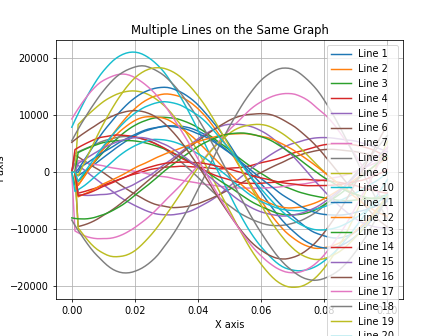 Multiple Lines on the Same Graph
20000
10000
0
−10000
−20000
0.00
0.02
0.04
0.06
X axis
Line 1
Line 2
Line 3
Line 4
Line 5
Line 6
Line 7
Line 8
Line 9
Line 10
Line 11
Line 12
Line 13
Line 14
Line 15
Line 16
Line 17
Line 18
Line 19